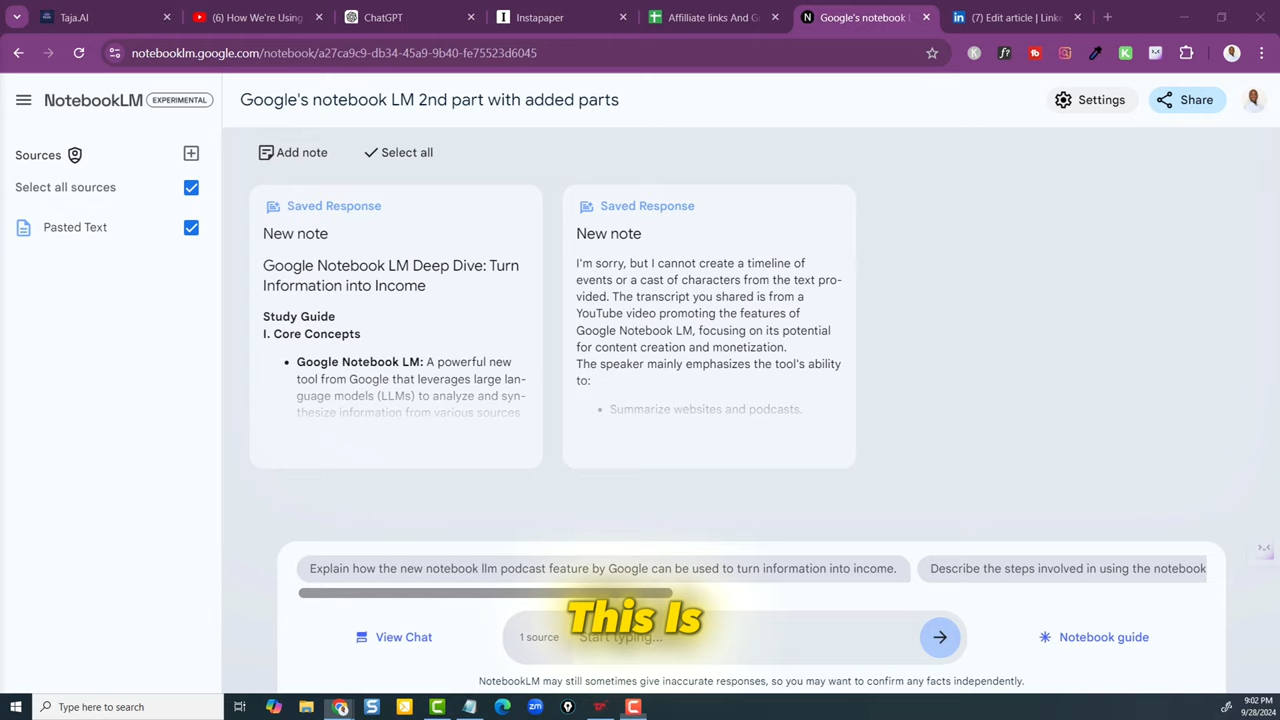 Taja.AI
(6) How We're Using
ChatGPT
Instapaper
Affilliate links And G
Google's notebook l
(7) Edit article | Linke
notebooklm.google.com/notebook/a27ca9c9-db34-45a9-9b40-fe75523d6045
NotebookLM EXPERIMENTAL
Google's notebook LM 2nd part with added parts
Settings
Share
Sources
Add note
Select all
Select all sources
Pasted Text
Saved Response
New note
Google Notebook LM Deep Dive: Turn
Information into Income
Study Guide
I. Core Concepts
• Google Notebook LM: A powerful new
tool from Google that leverages large lan-
guage models (LLMs) to analyze and syn-
thesize information from various sources
Saved Response
New note
I'm sorry, but I cannot create a timeline of
events or a cast of characters from the text pro-
vided. The transcript you shared is from a
YouTube video promoting the features of
Google Notebook LM, focusing on its potential
for content creation and monetization.
The speaker mainly emphasizes the tool's ability
to:
• Summarize websites and podcasts.
Explain how the new notebook llm podcast feature by Google can be used to turn information into income.
Describe the steps involved in using the notebook
This Is
View Chat
1 source
Start typing...
Notebook guide
NotebookLM may still sometimes give inaccurate responses, so you may want to confirm any facts independently.
Type here to search
9:02 PM
9/28/2024